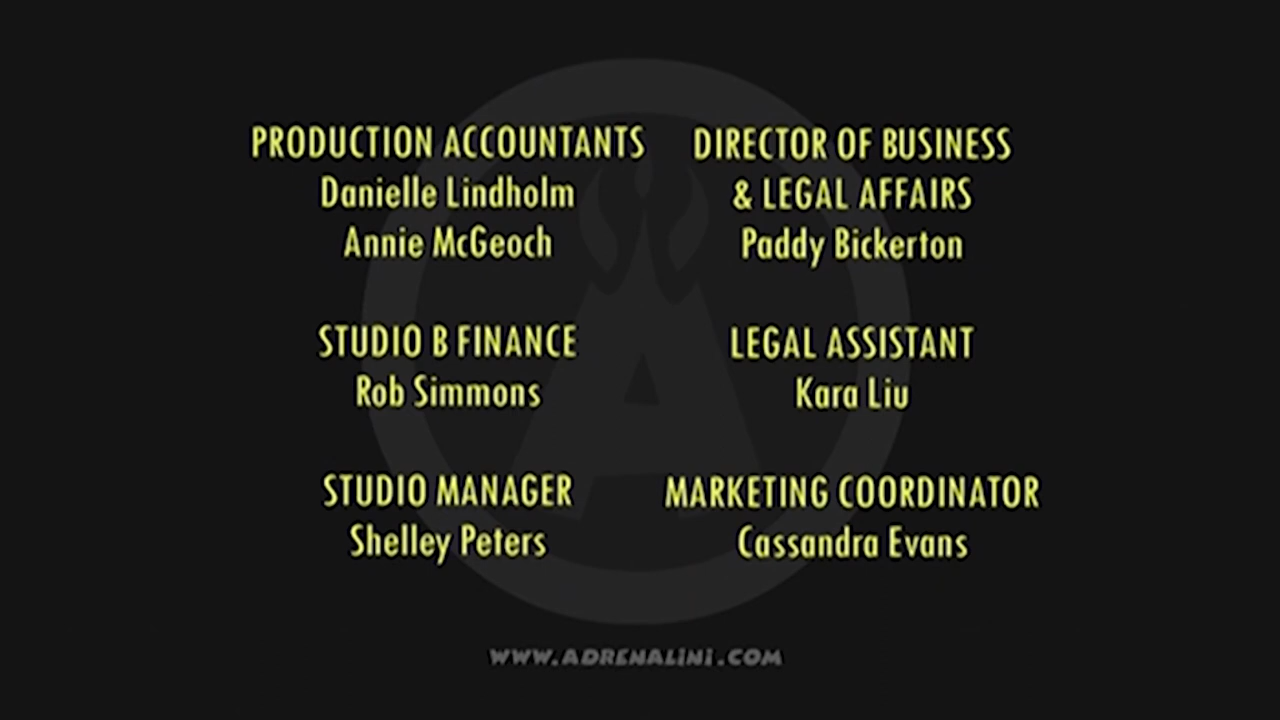 PRODUCTION ACCOUNTANTS
Danielle Lindholm
Annie McGeoch
STUDIO B FINANCE
Rob Simmons
STUDIO MANAGER
Shelley Peters
DIRECTOR OF BUSINESS
& LEGAL AFFAIRS
Paddy Bickerton
LEGAL ASSISTANT
Kara Liu
MARKETING COORDINATOR
Cassandra Evans
WWW.ADRENALINI.COM